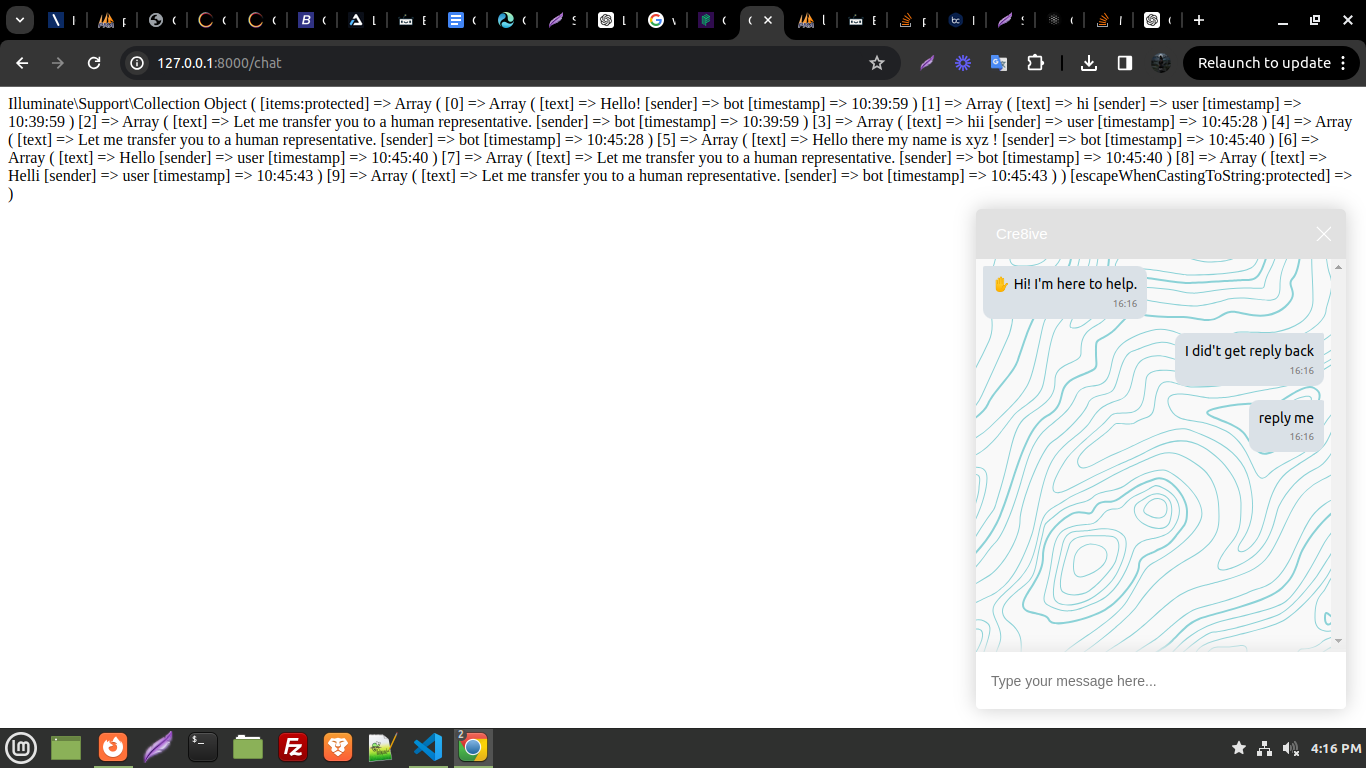 127.0.0.1:8000/chat
Relaunch to update
Illuminate\Support\Collection Object ( [items:protected] => Array ( [0] => Array ( [text] => Hello! [sender] => bot [timestamp] => 10:39:59 ) [1] => Array ( [text] => hi [sender] => user [timestamp] =>
10:39:59 ) [2] => Array ( [text] => Let me transfer you to a human representative. [sender] => bot [timestamp] => 10:39:59 ) [3] => Array ( [text] => hii [sender] => user [timestamp] => 10:45:28 ) [4] => Array
( [text] => Let me transfer you to a human representative. [sender] => bot [timestamp] => 10:45:28 ) [5] => Array ( [text] => Hello there my name is xyz ! [sender] => bot [timestamp] => 10:45:40 ) [6] =>
Array ( [text] => Hello [sender] => user [timestamp] => 10:45:40 ) [7] => Array ( [text] => Let me transfer you to a human representative. [sender] => bot [timestamp] => 10:45:40 ) [8] => Array ( [text] =>
Helli [sender] => user [timestamp] => 10:45:43 ) [9] => Array ( [text] => Let me transfer you to a human representative. [sender] => bot [timestamp] => 10:45:43 ) ) [escapeWhenCastingToString:protected] =>
)
Cre8ive
✋ Hi! I'm here to help.
16:16
I did't get reply back
16:16
reply me
16:16
Type your message here...
2
4:16 PM